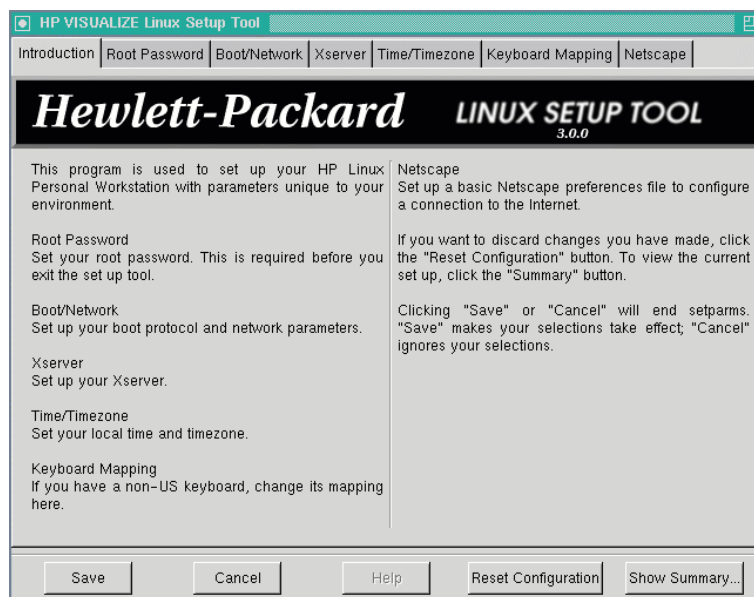 HP VISUALIZE Linux Setup Tool
Introduction
Root Password
Boot/Network
Xserver
Time/Timezone
Keyboard Mapping
Netscape
Hewlett-Packard
LINUX SETUP TOOL
3.0.0
This program is used to set up your HP Linux
Personal Workstation with parameters unique to your
environment.
Root Password
Set your root password. This is required before you
exit the set up tool.
Boot/Network
Set up your boot protocol and network parameters.
Xserver
Set up your Xserver.
Time/Timezone
Set your local time and timezone.
Keyboard Mapping
If you have a non-US keyboard, change its mapping
here.
Netscape
Set up a basic Netscape preferences file to configure
a connection to the Internet.
If you want to discard changes you have made, click
the "Reset Configuration" button. To view the current
set up, click the "Summary" button.
Clicking "Save" or "Cancel" will end setparms.
"Save" makes your selections take effect; "Cancel"
ignores your selections.
Save
Cancel
Help
Reset Configuration
Show Summary...